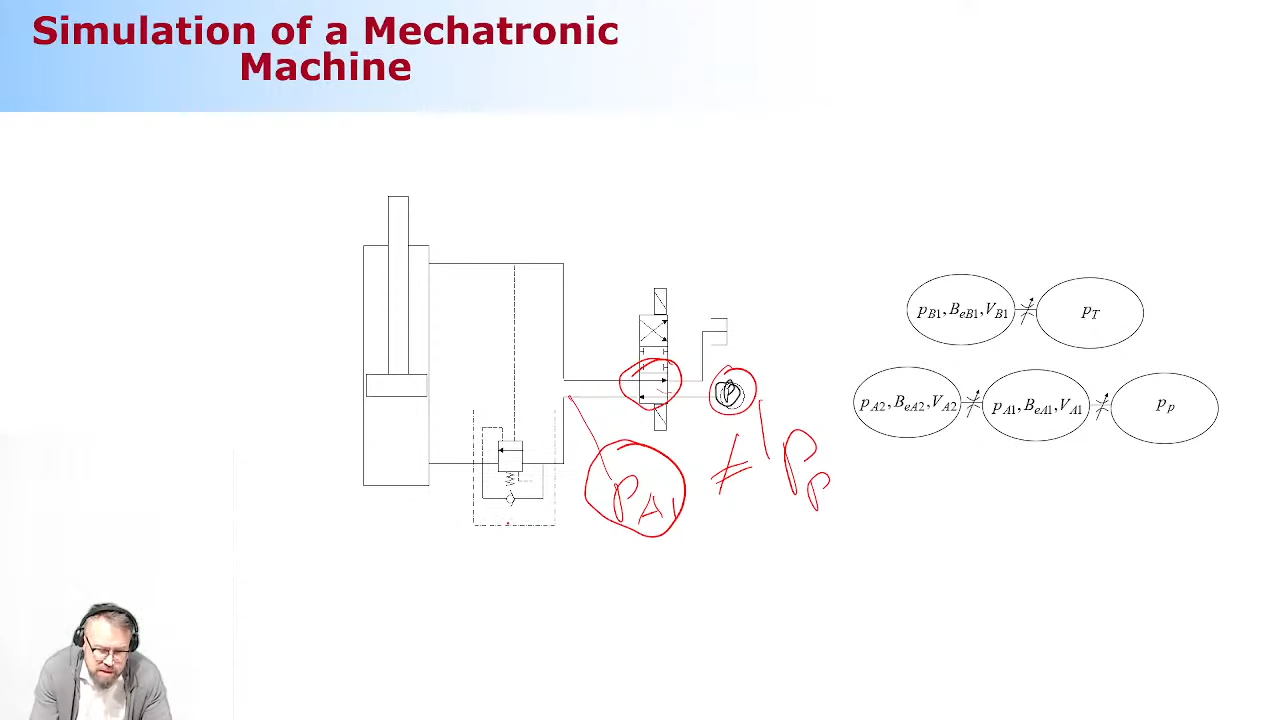 Simulation of a Mechatronic
Machine
p_{B1}, B_{eB1}, V_{B1}
p_T
p_{A2}, B_{eA2}, V_{A2}
p_{A1}, B_{eA1}, V_{A1}
p_p
P
p_{A1} ≠ p_p